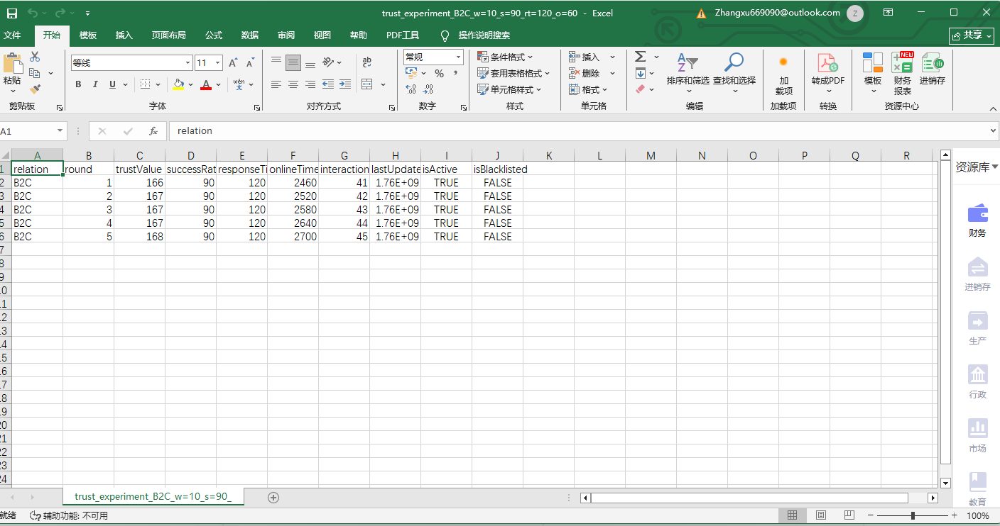 trust_experiment_B2C_w=10_s=90_rt=120_o=60 - Excel
Zhangxu669090@outlook.com Z
文件 开始 模板 插入 页面布局 公式 数据 审阅 视图 帮助 PDF工具 操作说明搜索 共享
粘贴
剪贴板
等线 11
B I U wén 文
字体
ab
对齐方式
常规
% , .00
数字
条件格式
套用表格格式
单元格样式
样式
插入
删除
格式
单元格
排序和筛选 查找和选择
编辑
加
载项
加载项
转成PDF
转换
模板 NEW 财务
报表 进销存
资源中心
A1 fx relation
A B C D E F G H I J K L M N O P Q R
1 relation round trustValue successRat responseTi onlineTime interaction lastUpdate isActive isBlacklisted
2 B2C 1 166 90 120 2460 41 1.76E+09 TRUE FALSE
3 B2C 2 167 90 120 2520 42 1.76E+09 TRUE FALSE
4 B2C 3 167 90 120 2580 43 1.76E+09 TRUE FALSE
5 B2C 4 167 90 120 2640 44 1.76E+09 TRUE FALSE
6 B2C 5 168 90 120 2700 45 1.76E+09 TRUE FALSE
7
8
9
10
11
12
13
14
15
16
17
18
19
20
21
22
23
24
资源库
财务
进销存
生产
行政
市场
教育
trust_experiment_B2C_w=10_s=90_
就绪 辅助功能: 不可用 100%